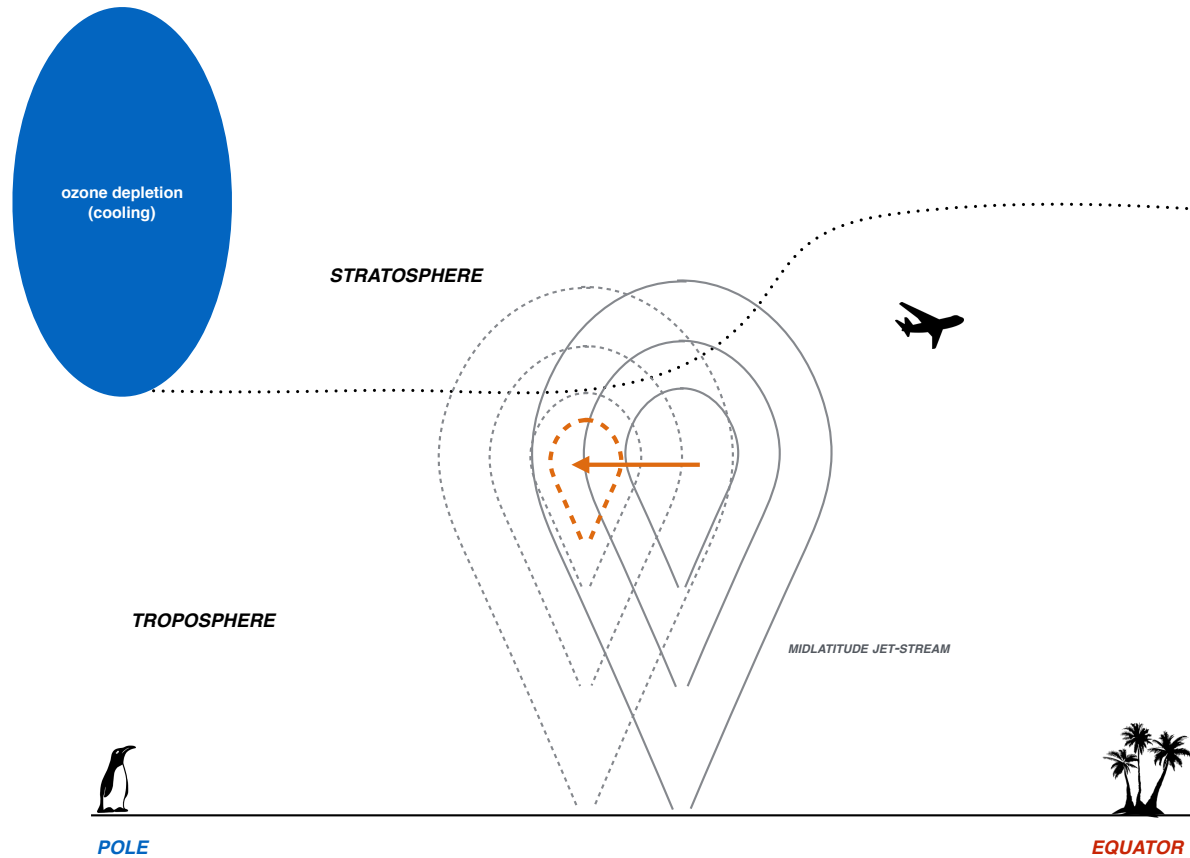 ozone depletion
(cooling)
STRATOSPHERE
TROPOSPHERE
MIDLATITUDE JET-STREAM
POLE
EQUATOR